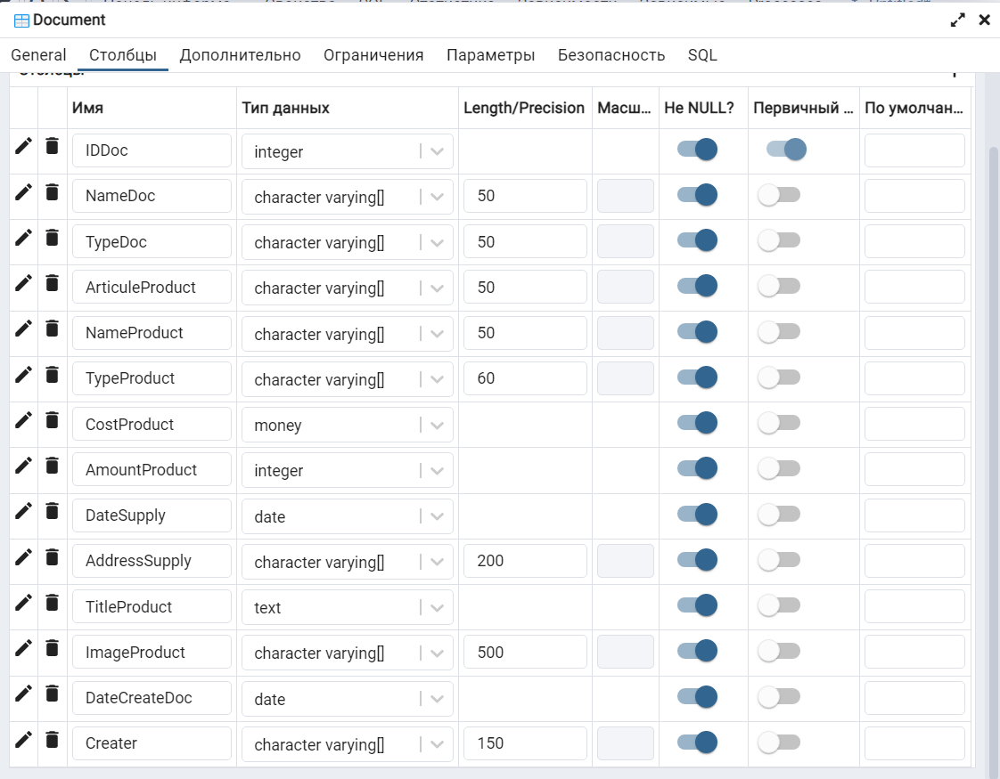 Document
General Столбцы Дополнительно Ограничения Параметры Безопасность SQL
Столбцы
Имя Тип данных Length/Precision Масш... Не NULL? Первичный ... По умолчан...
IDDoc integer
NameDoc character varying[] 50
TypeDoc character varying[] 50
ArticuleProduct character varying[] 50
NameProduct character varying[] 50
TypeProduct character varying[] 60
CostProduct money
AmountProduct integer
DateSupply date
AddressSupply character varying[] 200
TitleProduct text
ImageProduct character varying[] 500
DateCreateDoc date
Creater character varying[] 150